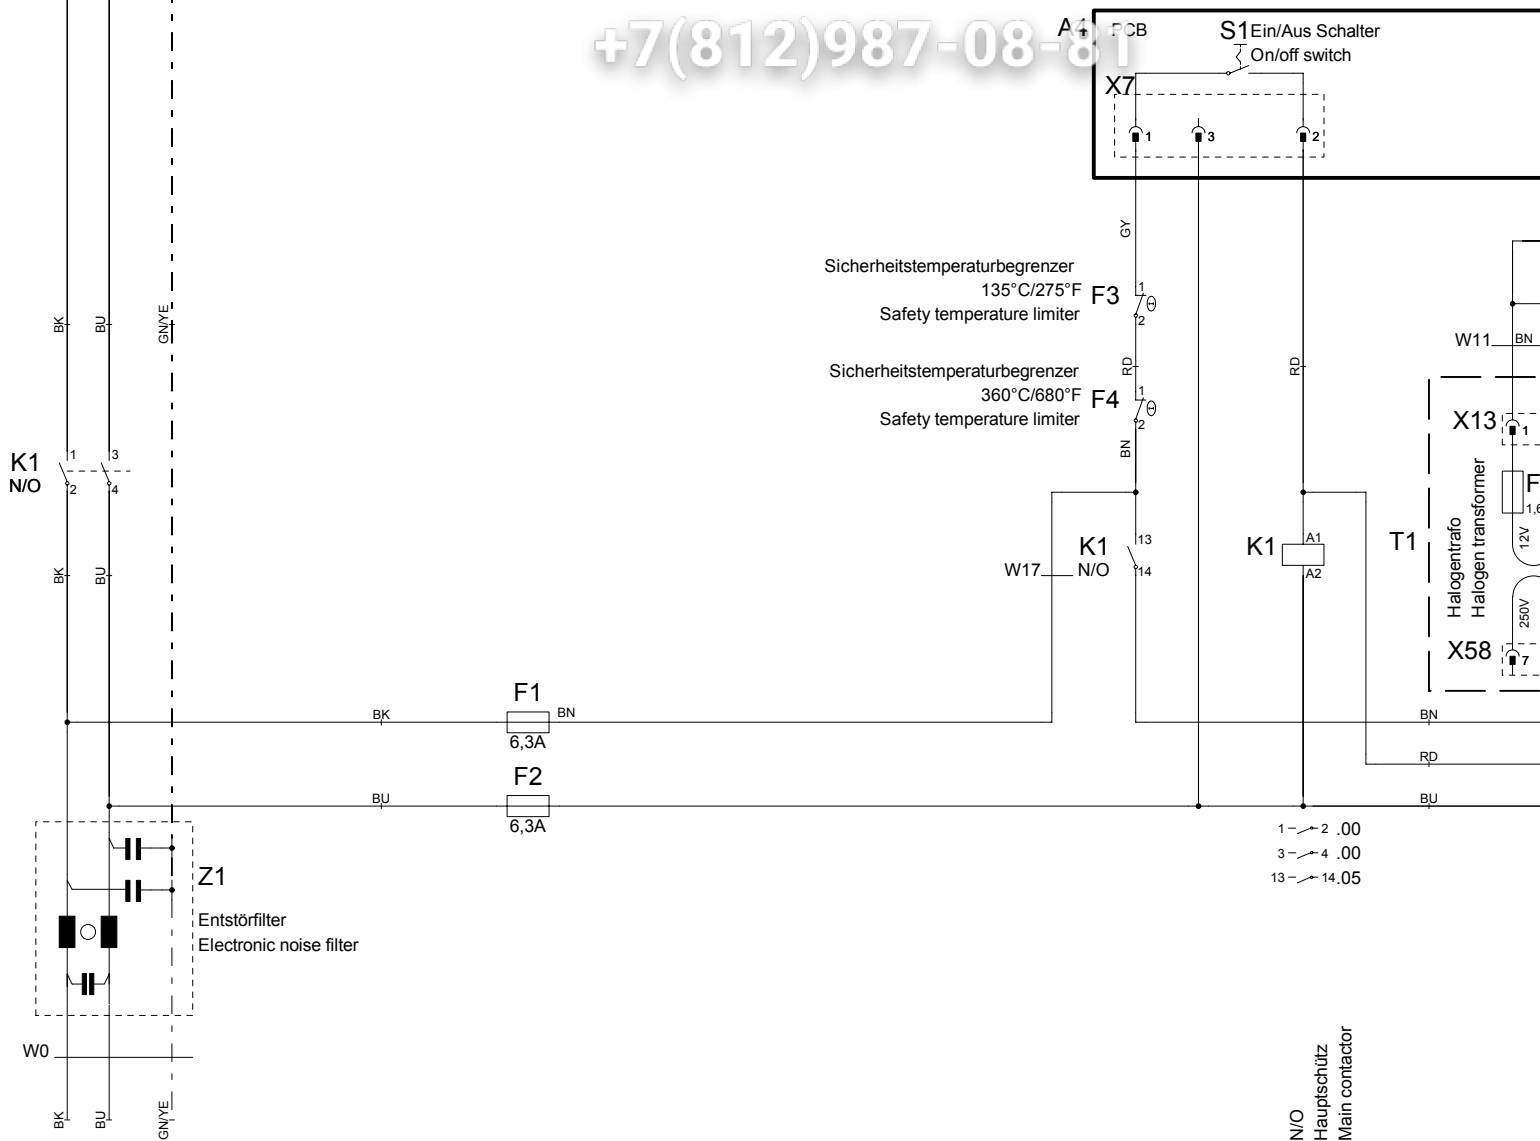 +7(812)987-08-81
A4 PCB
S1 Ein/Aus Schalter
On/off switch
X7
1
3
2
GY
Sicherheitstemperaturbegrenzer
135°C/275°F
Safety temperature limiter
F3
1
2
BK
BU
GN/YE
RD
RD
W11
BN
Sicherheitstemperaturbegrenzer
360°C/680°F
Safety temperature limiter
F4
1
2
BN
X13
1
K1
N/O
1
2
3
4
F
1,6
12V
Halogentrafo
Halogen transformer
T1
K1
N/O
13
14
W17
K1
A1
A2
BK
BU
250V
X58
7
F1
BK
BN
6,3A
BN
F2
BU
6,3A
RD
BU
1 2 .00
3 4 .00
13 14 .05
Z1
Entstörfilter
Electronic noise filter
W0
BK
BU
GN/YE
N/O
Hauptschütz
Main contactor